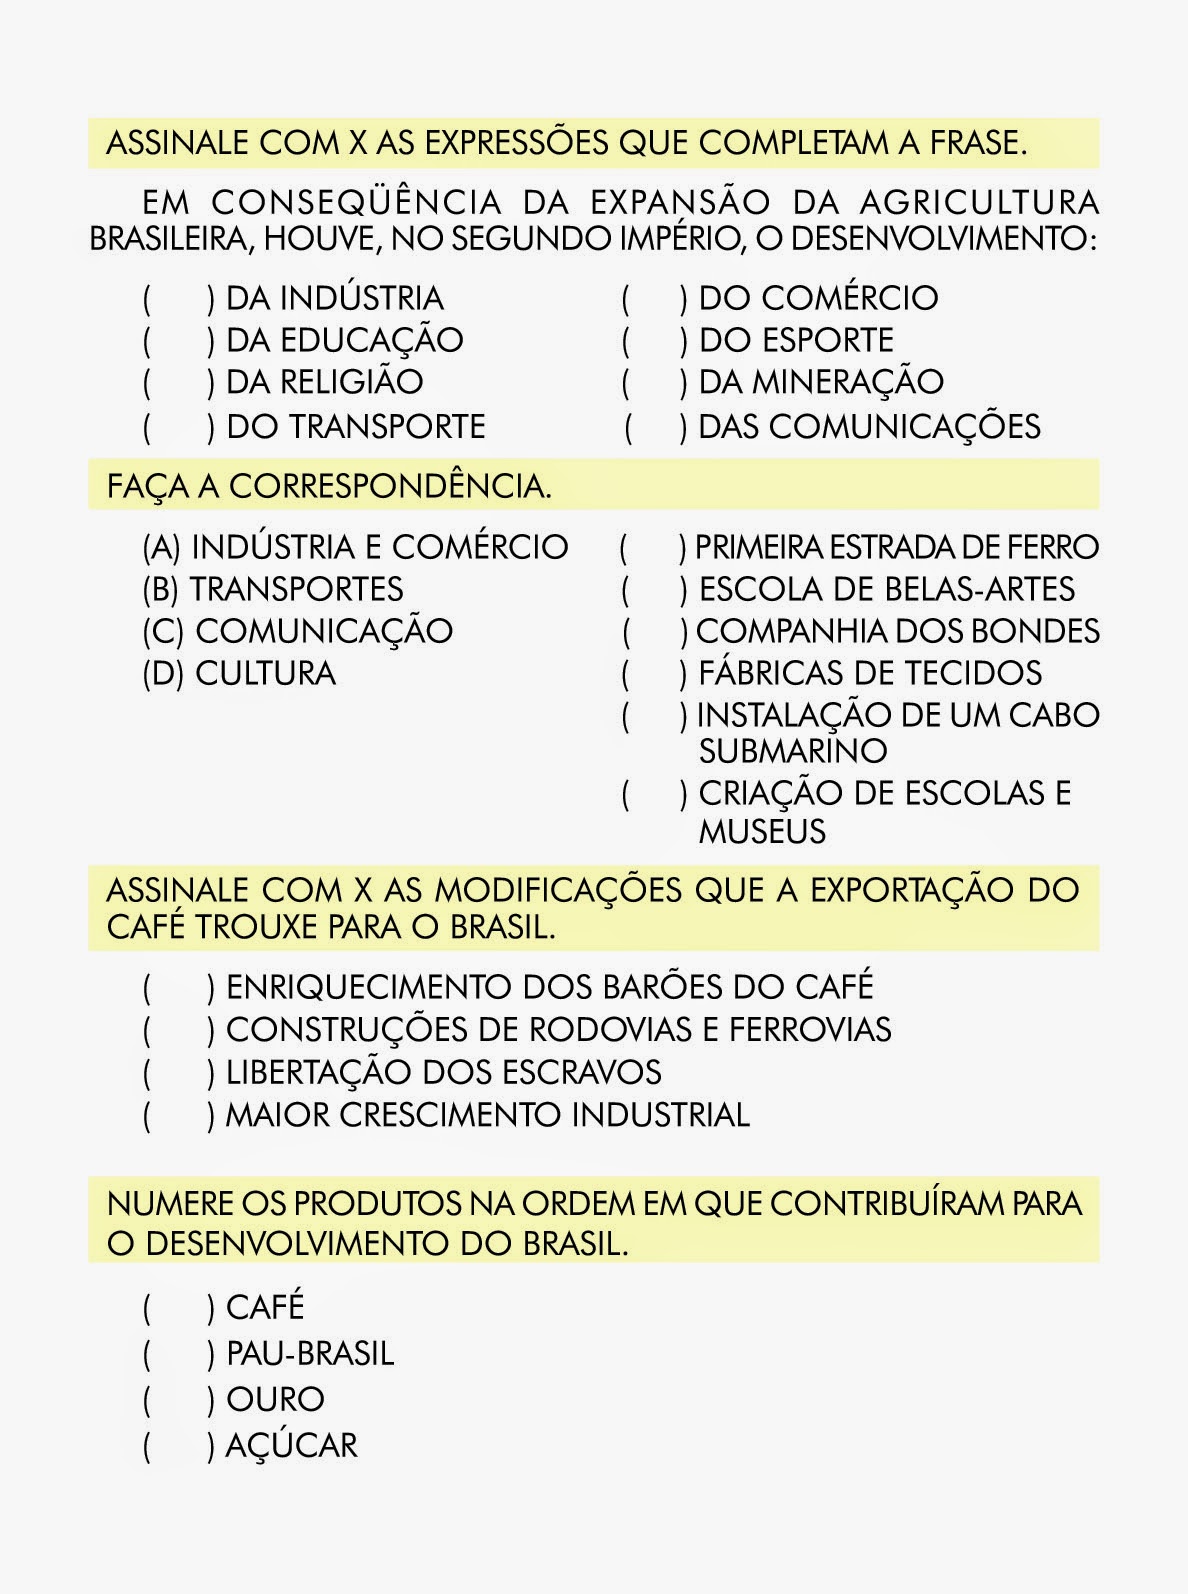 ASSINALE COM X AS EXPRESSÕES QUE COMPLETAM A FRASE.
EM CONSEQÜÊNCIA DA EXPANSÃO DA AGRICULTURA
BRASILEIRA, HOUVE, NO SEGUNDO IMPÉRIO, O DESENVOLVIMENTO:
( ) DA INDÚSTRIA ( ) DO COMÉRCIO
( ) DA EDUCAÇÃO ( ) DO ESPORTE
( ) DA RELIGIÃO ( ) DA MINERAÇÃO
( ) DO TRANSPORTE ( ) DAS COMUNICAÇÕES
FAÇA A CORRESPONDÊNCIA.
(A) INDÚSTRIA E COMÉRCIO ( ) PRIMEIRA ESTRADA DE FERRO
(B) TRANSPORTES ( ) ESCOLA DE BELAS-ARTES
(C) COMUNICAÇÃO ( ) COMPANHIA DOS BONDES
(D) CULTURA ( ) FÁBRICAS DE TECIDOS
( ) INSTALAÇÃO DE UM CABO
SUBMARINO
( ) CRIAÇÃO DE ESCOLAS E
MUSEUS
ASSINALE COM X AS MODIFICAÇÕES QUE A EXPORTAÇÃO DO
CAFÉ TROUXE PARA O BRASIL.
( ) ENRIQUECIMENTO DOS BARÕES DO CAFÉ
( ) CONSTRUÇÕES DE RODOVIAS E FERROVIAS
( ) LIBERTAÇÃO DOS ESCRAVOS
( ) MAIOR CRESCIMENTO INDUSTRIAL
NUMERE OS PRODUTOS NA ORDEM EM QUE CONTRIBUÍRAM PARA
O DESENVOLVIMENTO DO BRASIL.
( ) CAFÉ
( ) PAU-BRASIL
( ) OURO
( ) AÇÚCAR